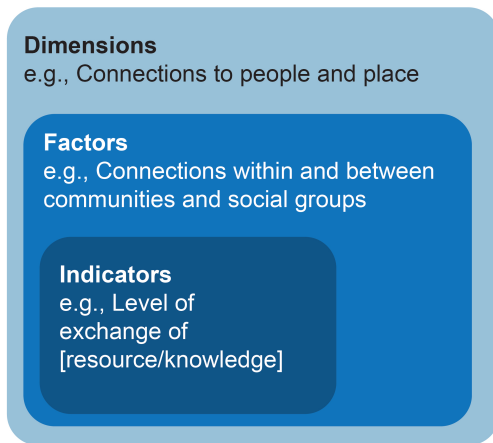 Dimensions
e.g., Connections to people and place
Factors
e.g., Connections within and between
communities and social groups
Indicators
e.g., Level of
exchange of
[resource/knowledge]